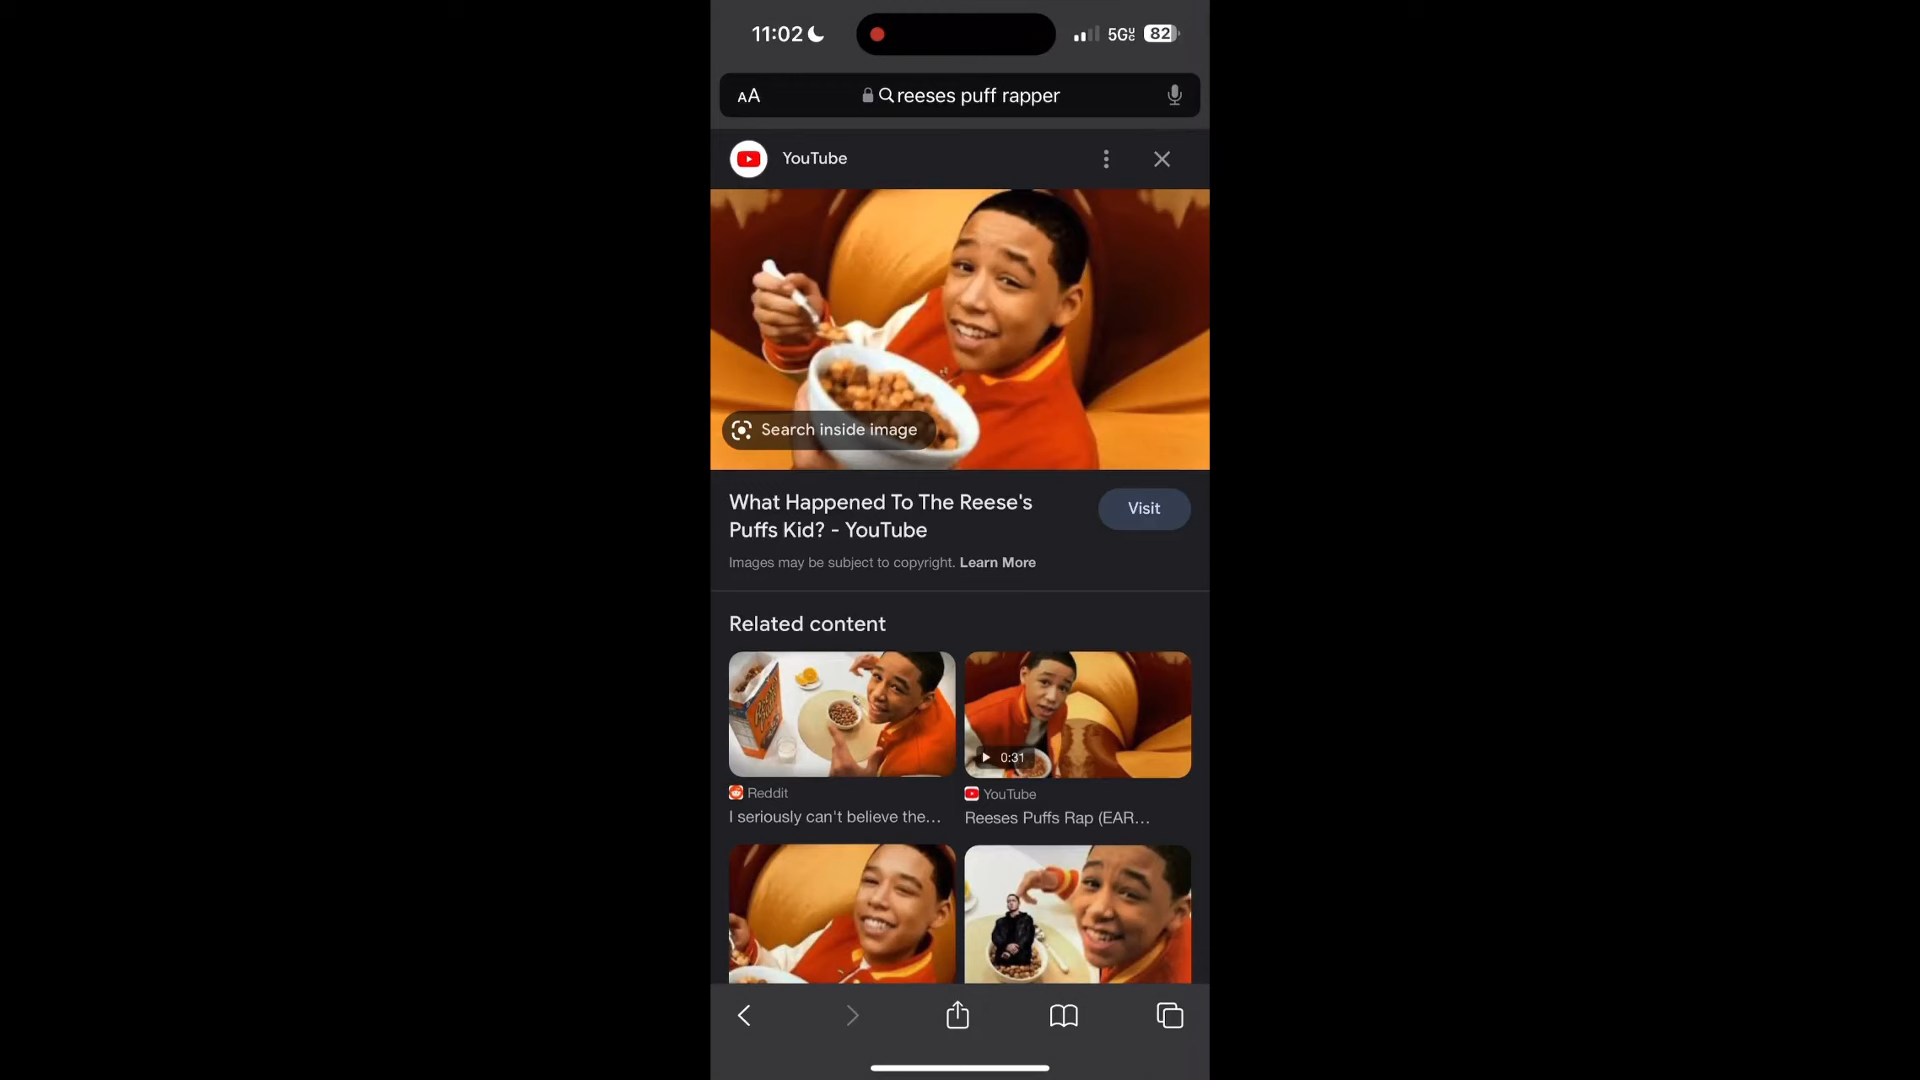 11:02
5G UC 82
AA reeses puff rapper
YouTube
Search inside image
What Happened To The Reese's
Puffs Kid? - YouTube
Visit
Images may be subject to copyright. Learn More
Related content
0:31
Reddit
I seriously can't believe the...
YouTube
Reeses Puffs Rap (EAR...